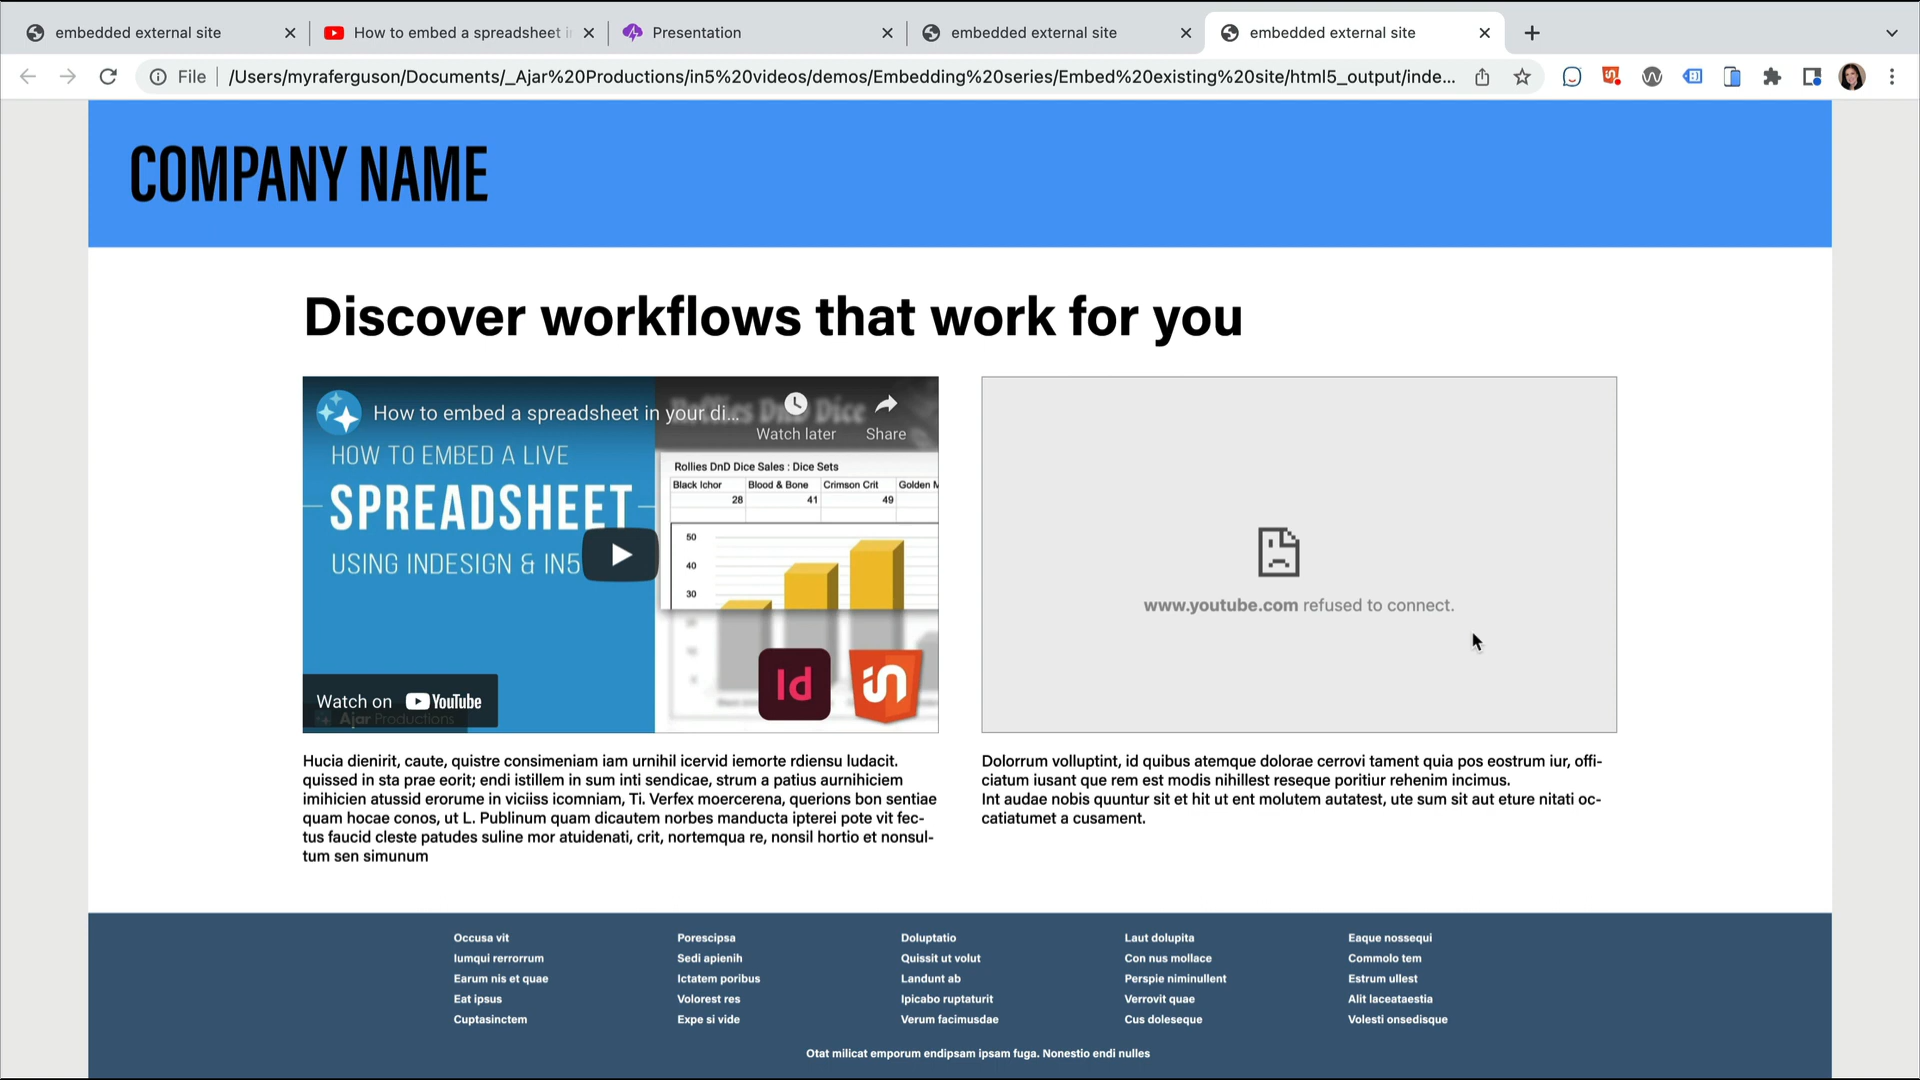 embedded external site
How to embed a spreadsheet i
Presentation
embedded external site
embedded external site
File
/Users/myraferguson/Documents/_Ajar%20Productions/in5%20videos/demos/Embedding%20series/Embed%20existing%20site/html5_output/inde...
COMPANY NAME
Discover workflows that work for you
How to embed a spreadsheet in your di...
Watch later
Share
Rollies DnD Dice
HOW TO EMBED A LIVE
SPREADSHEET
USING INDESIGN & IN5
Rollies DnD Dice Sales : Dice Sets
Black Ichor Blood & Bone Crimson Crit Golden M
28 41 49
50
40
30
Id
in
Watch on YouTube
Ajar Productions
www.youtube.com refused to connect.
Hucia dienirit, caute, quistre consimeniam iam urnihil icervid iemorte rdiensu ludacit.
quissed in sta prae eorit; endi istillem in sum inti sendicae, strum a patius aurnihiciem
imihicien atussid erorume in viciiss icomniam, Ti. Verfex moercerena, querions bon sentiae
quam hocae conos, ut L. Publinum quam dicautem norbes manducta ipterei pote vit fec-
tus faucid cleste patudes suline mor atuidenati, crit, nortemqua re, nonsil hortio et nonsul-
tum sen simunum
Dolorrum volluptint, id quibus atemque dolorae cerrovi tament quia pos eostrum iur, offi-
ciatum iusant que rem est modis nihillest reseque poritiur rehenim incimus.
Int audae nobis quuntur sit et hit ut ent molutem autatest, ute sum sit aut eture nitati oc-
catiatumet a cusament.
Occusa vit
Iumqui rerrorrum
Earum nis et quae
Eat ipsus
Cuptasinctem
Porescipsa
Sedi apienih
Ictatem poribus
Volorest res
Expe si vide
Doluptatio
Quissit ut volut
Landunt ab
Ipicabo ruptaturit
Verum facimusdae
Laut dolupita
Con nus mollace
Perspie niminullent
Verrovit quae
Cus doleseque
Eaque nossequi
Commolo tem
Estrum ullest
Alit laceataestia
Volesti onsedisque
Otat milicat emporum endipsam ipsam fuga. Nonestio endi nulles